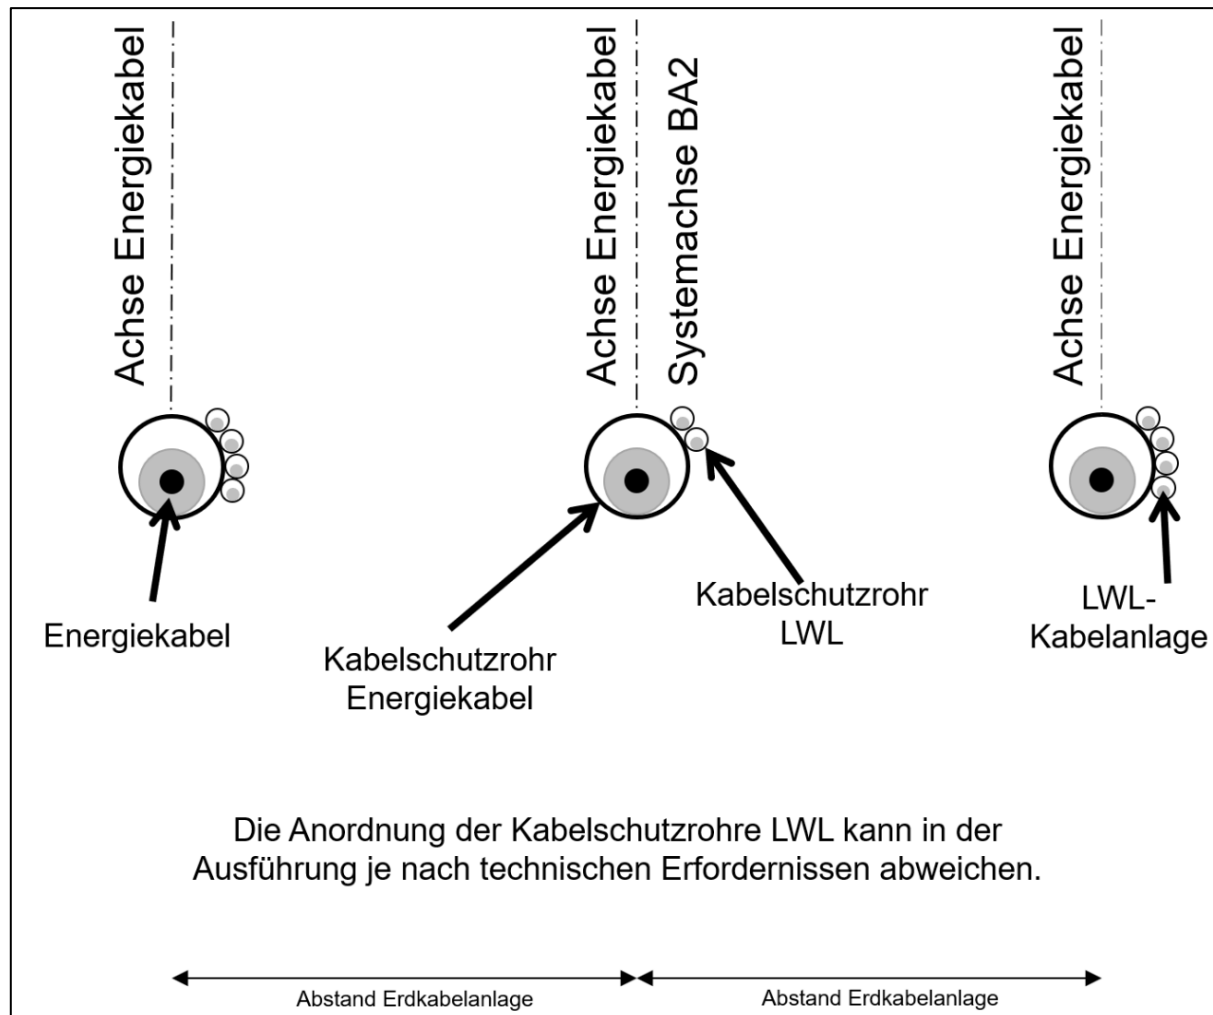 Achse Energiekabel
Achse Energiekabel
Systemachse BA2
Achse Energiekabel
Energiekabel
Kabelschutzrohr
Energiekabel
Kabelschutzrohr
LWL
LWL-
Kabelanlage
Die Anordnung der Kabelschutzrohre LWL kann in der
Ausführung je nach technischen Erfordernissen abweichen.
Abstand Erdkabelanlage
Abstand Erdkabelanlage